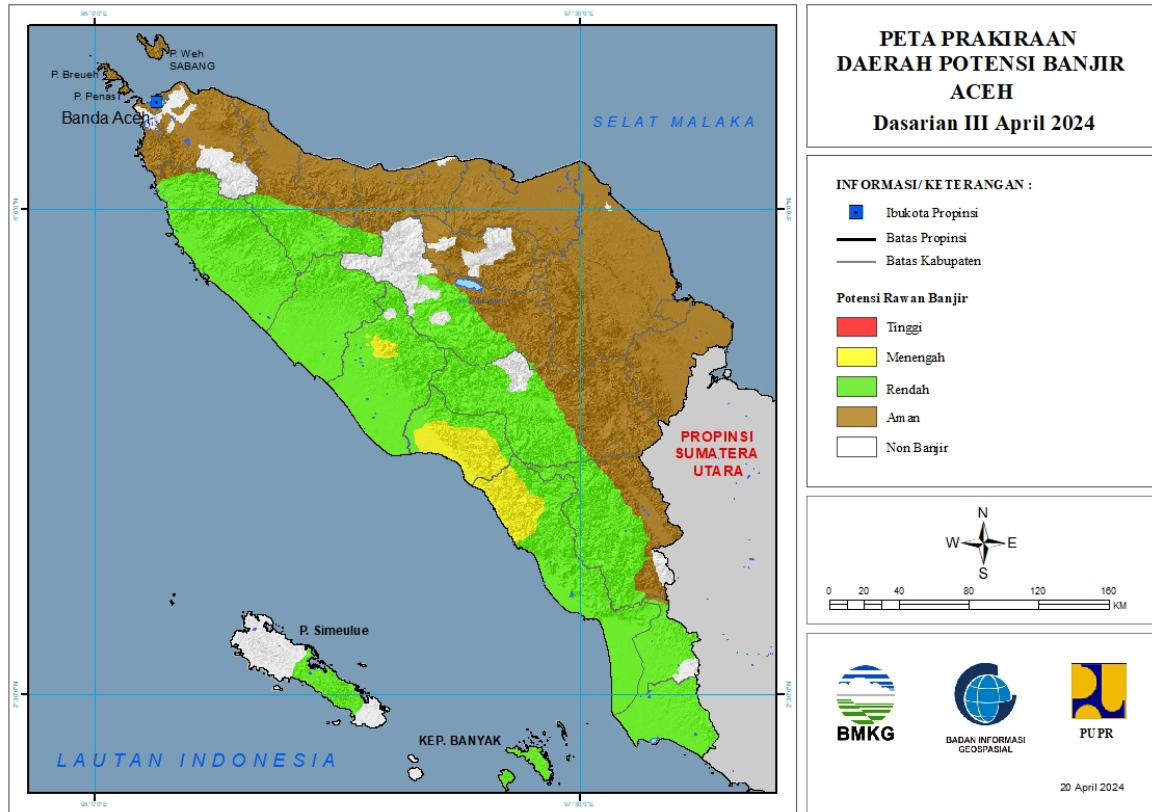 P. Weh
SABANG
P. Breueh
P. Penasi
Banda Aceh
SELAT MALAKA
PROPINSI
SUMATERA
UTARA
P. Simeulue
KEP. BANYAK
LAUTAN INDONESIA
PETA PRAKIRAAN
DAERAH POTENSI BANJIR
ACEH
Dasarian III April 2024
INFORMASI/KETERANGAN :
Ibukota Propinsi
Batas Propinsi
Batas Kabupaten
Potensi Rawan Banjir
Tinggi
Menengah
Rendah
Aman
Non Banjir
N
W E
S
0 20 40 80 120 160
KM
BMKG
BADAN INFORMASI
GEOSPASIAL
PUPR
20 April 2024